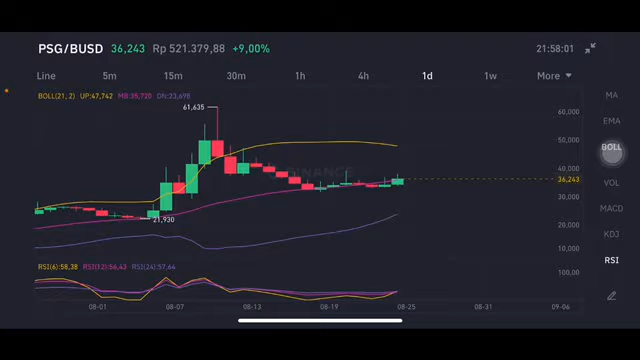 PSG/BUSD 36,243 Rp 521.379,88 +9,00% 21:58:01
Line 5m 15m 30m 1h 4h 1d 1w More
BOLL(21, 2) UP:47,742 MB:35,720 DN:23,698
MA
EMA
BOLL
VOL
MACD
KDJ
RSI
61,635
21,930
BINANCE
60,000
50,000
40,000
36,243
30,000
20,000
10,000
RSI(6):58,38 RSI(12):56,43 RSI(24):57,66
100,00
0,000
08-01 08-07 08-13 08-19 08-25 08-31 09-06